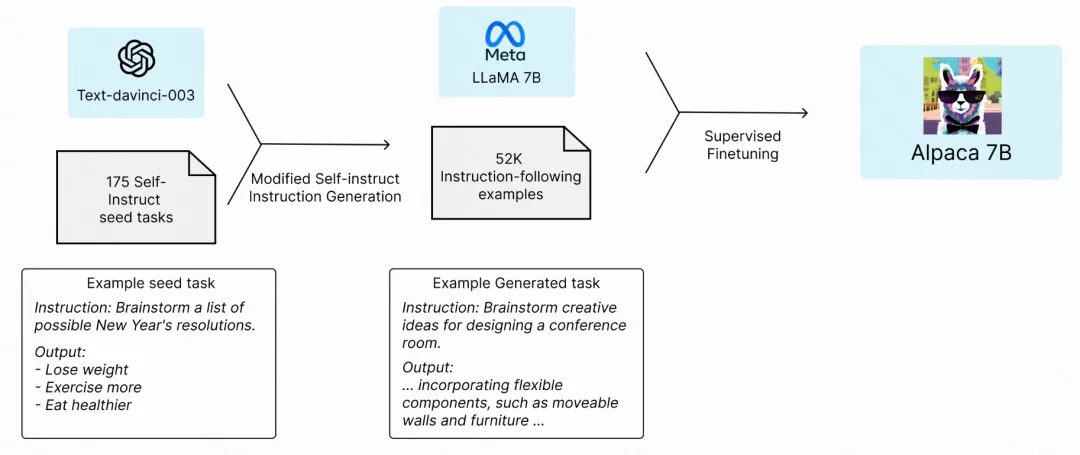 Text-davinci-003
175 Self-
Instruct
seed tasks
Modified Self-instruct
Instruction Generation
Meta
LLaMA 7B
52K
Instruction-following
examples
Supervised
Finetuning
Alpaca 7B
Example seed task
Instruction: Brainstorm a list of
possible New Year's resolutions.
Output:
- Lose weight
- Exercise more
- Eat healthier
Example Generated task
Instruction: Brainstorm creative
ideas for designing a conference
room.
Output:
... incorporating flexible
components, such as moveable
walls and furniture ...